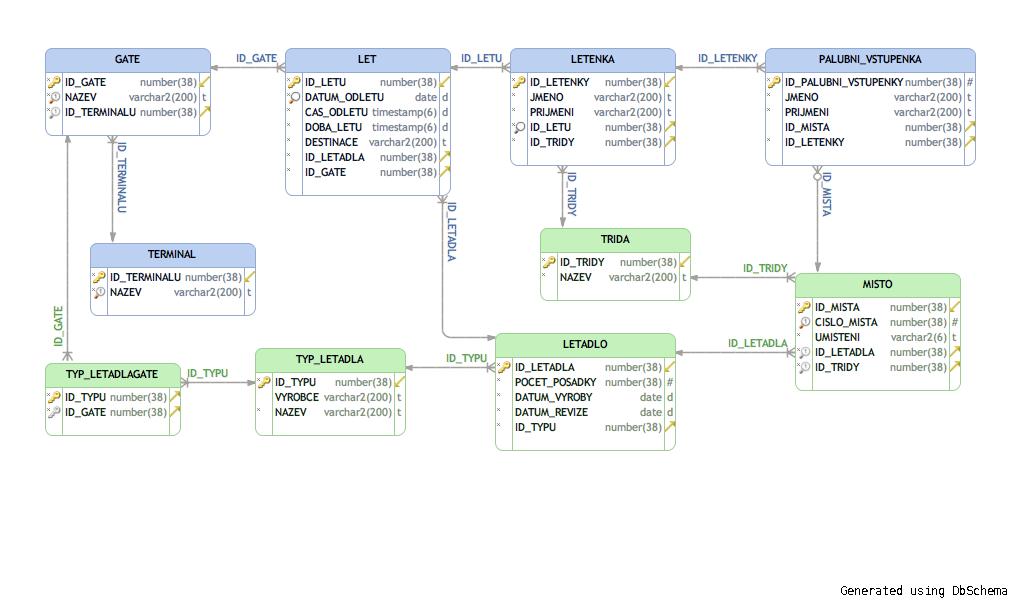 GATE
ID_GATE number(38)
NAZEV varchar2(200) t
ID_TERMINALU number(38)
ID_GATE
LET
ID_LETU number(38)
DATUM_ODLETU date d
CAS_ODLETU timestamp(6) d
DOBA_LETU timestamp(6) d
DESTINACE varchar2(200) t
ID_LETADLA number(38)
ID_GATE number(38)
ID_LETU
LETENKA
ID_LETENKY number(38)
JMENO varchar2(200) t
PRIJMENI varchar2(200) t
ID_LETU number(38)
ID_TRIDY number(38)
ID_LETENKY
PALUBNI_VSTUPENKA
ID_PALUBNI_VSTUPENKY number(38) #
JMENO varchar2(200) t
PRIJMENI varchar2(200) t
ID_MISTA number(38)
ID_LETENKY number(38)
ID_TERMINALU
ID_LETADLA
ID_TRIDY
ID_MISTA
TERMINAL
ID_TERMINALU number(38)
NAZEV varchar2(200) t
TRIDA
ID_TRIDY number(38)
NAZEV varchar2(200) t
ID_TRIDY
MISTO
ID_MISTA number(38)
CISLO_MISTA number(38) #
UMISTENI varchar2(6) t
ID_LETADLA number(38)
ID_TRIDY number(38)
ID_GATE
TYP_LETADLAGATE
ID_TYPU number(38)
ID_GATE number(38)
ID_TYPU
TYP_LETADLA
ID_TYPU number(38)
VYROBCE varchar2(200) t
NAZEV varchar2(200) t
ID_TYPU
LETADLO
ID_LETADLA number(38)
POCET_POSADKY number(38) #
DATUM_VYROBY date d
DATUM_REVIZE date d
ID_TYPU number(38)
ID_LETADLA
Generated using DbSchema